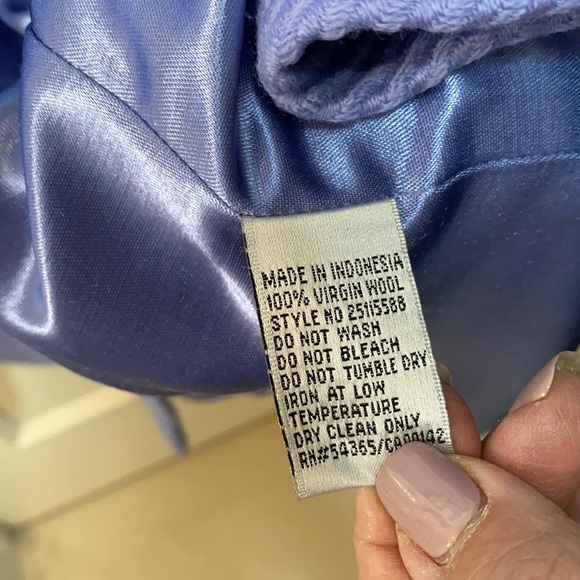 MADE IN INDONESIA
100% VIRGIN WOOL
STYLE NO 25115588
DO NOT WASH
DO NOT BLEACH
DO NOT TUMBLE DRY
IRON AT LOW
TEMPERATURE
DRY CLEAN ONLY
RN#54365/CA00142